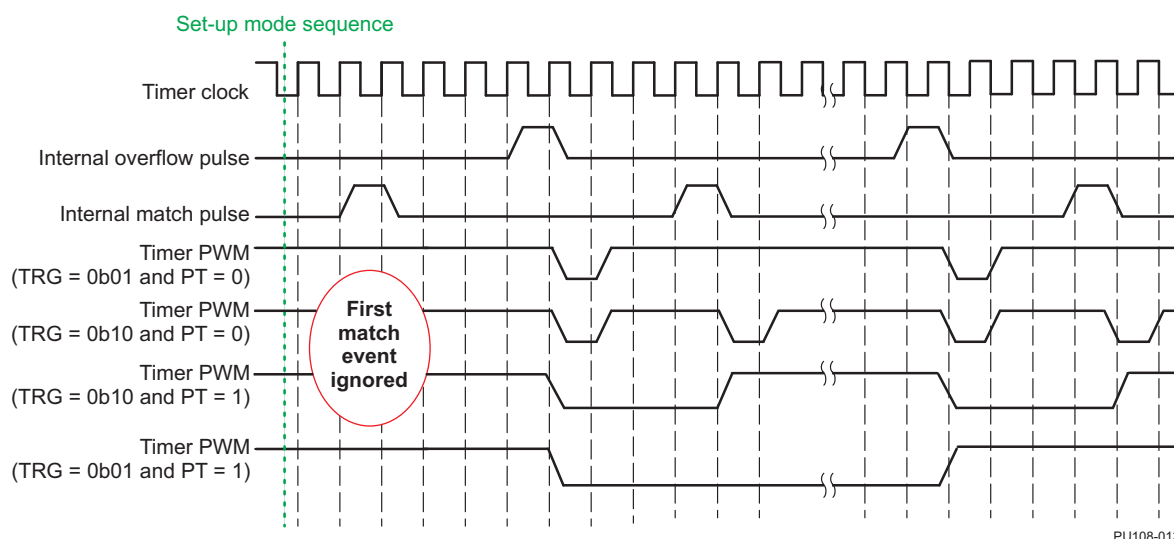 Set-up mode sequence
Timer clock
Internal overflow pulse
Internal match pulse
Timer PWM
(TRG = 0b01 and PT = 0)
Timer PWM
(TRG = 0b10 and PT = 0)
Timer PWM
(TRG = 0b10 and PT = 1)
Timer PWM
(TRG = 0b01 and PT = 1)
First
match
event
ignored